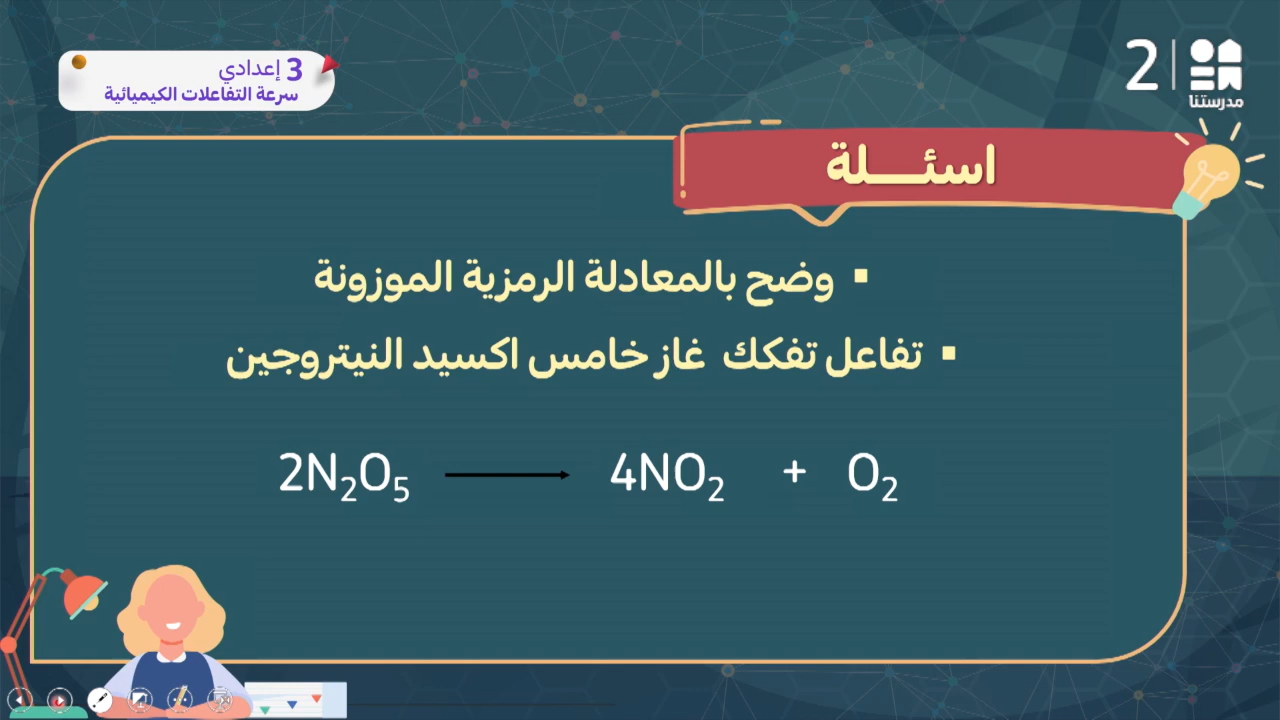 3 إعدادي
سرعة التفاعلات الكيميائية
2
مدرستنا
اسئـــلة
▪ وضح بالمعادلة الرمزية الموزونة
▪ تفاعل تفكك غاز خامس اكسيد النيتروجين
2N₂O₅ ⟶ 4NO₂ + O₂